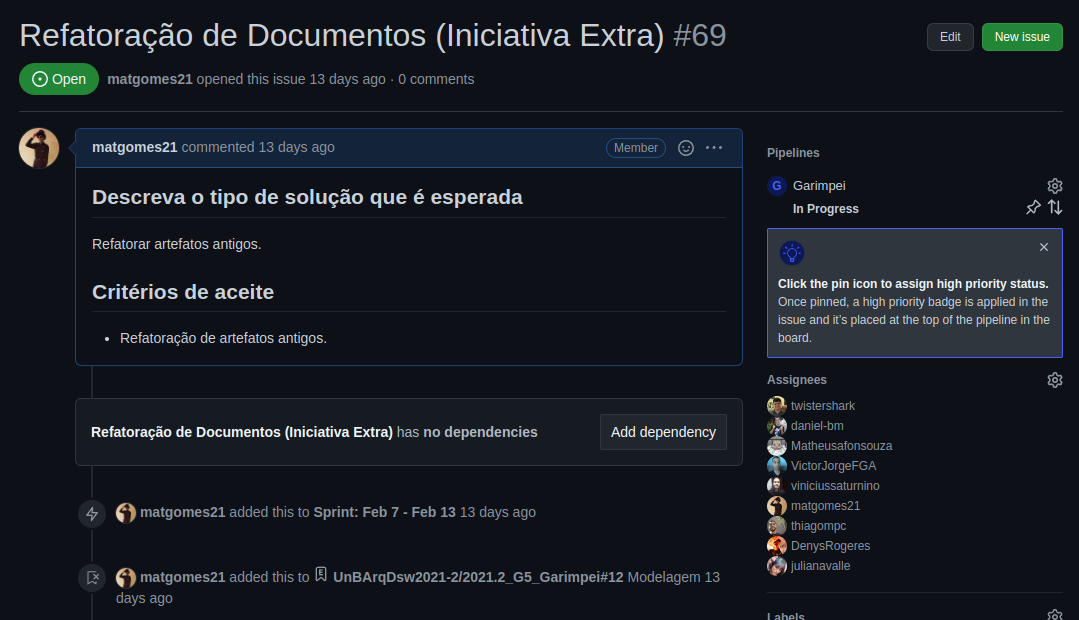 Refatoração de Documentos (Iniciativa Extra) #69
Edit
New issue
Open
matgomes21 opened this issue 13 days ago · 0 comments
matgomes21 commented 13 days ago
Member
Descreva o tipo de solução que é esperada
Refatorar artefatos antigos.
Critérios de aceite
• Refatoração de artefatos antigos.
Refatoração de Documentos (Iniciativa Extra) has no dependencies
Add dependency
matgomes21 added this to Sprint: Feb 7 - Feb 13 13 days ago
matgomes21 added this to E UnBArqDsw2021-2/2021.2_G5_Garimpei#12 Modelagem 13
days ago
Pipelines
G Garimpei
In Progress
Click the pin icon to assign high priority status.
Once pinned, a high priority badge is applied in the
issue and it's placed at the top of the pipeline in the
board.
Assignees
twistershark
daniel-bm
Matheusafonsouza
VictorJorgeFGA
viniciussaturnino
matgomes21
thiagompc
DenysRogeres
julianavalle
Labels